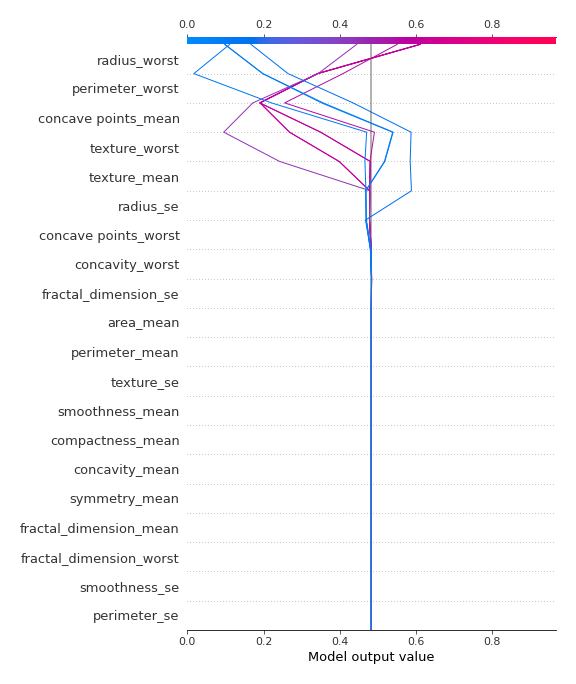 0.0 0.2 0.4 0.6 0.8
radius_worst
perimeter_worst
concave points_mean
texture_worst
texture_mean
radius_se
concave points_worst
concavity_worst
fractal_dimension_se
area_mean
perimeter_mean
texture_se
smoothness_mean
compactness_mean
concavity_mean
symmetry_mean
fractal_dimension_mean
fractal_dimension_worst
smoothness_se
perimeter_se
0.0 0.2 0.4 0.6 0.8
Model output value